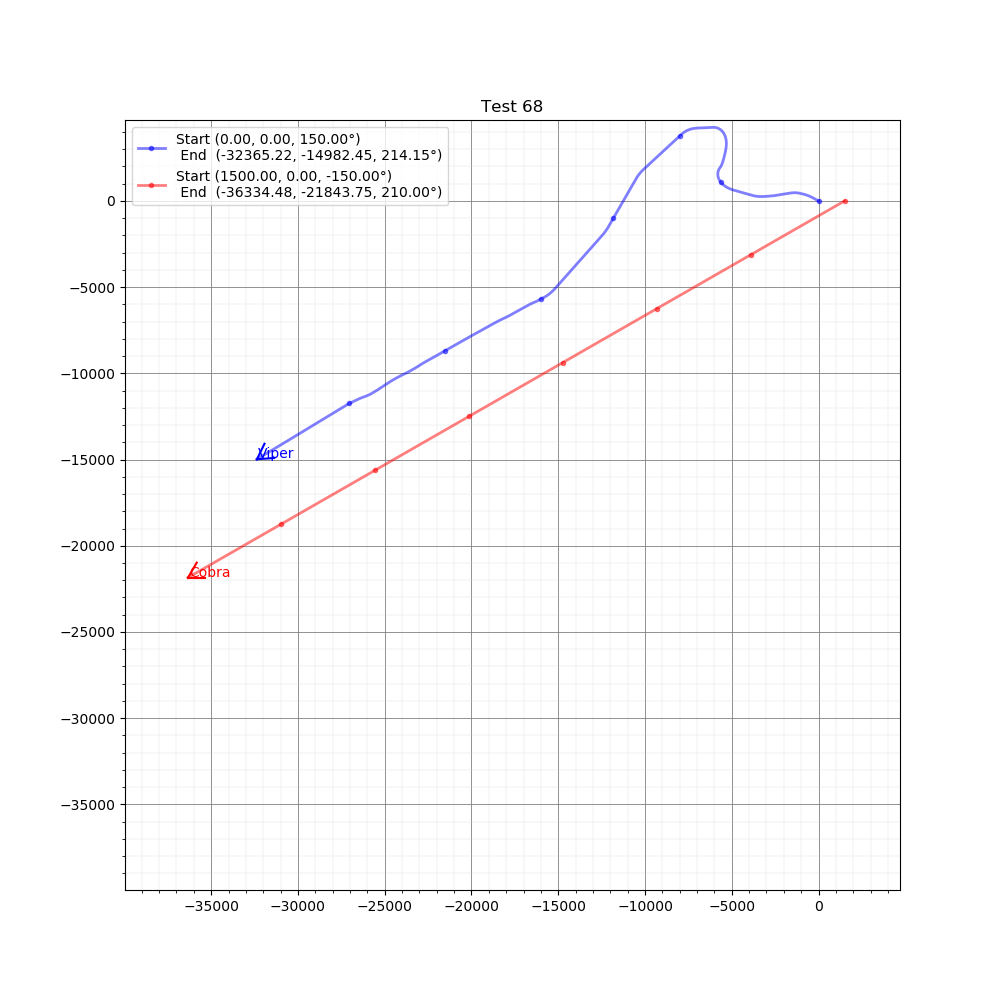 Test 68
Start (0.00, 0.00, 150.00°)
End (-32365.22, -14982.45, 214.15°)
Start (1500.00, 0.00, -150.00°)
End (-36334.48, -21843.75, 210.00°)
0
−5000
−10000
−15000
−20000
−25000
−30000
−35000
Viper
Cobra
−35000 −30000 −25000 −20000 −15000 −10000 −5000 0